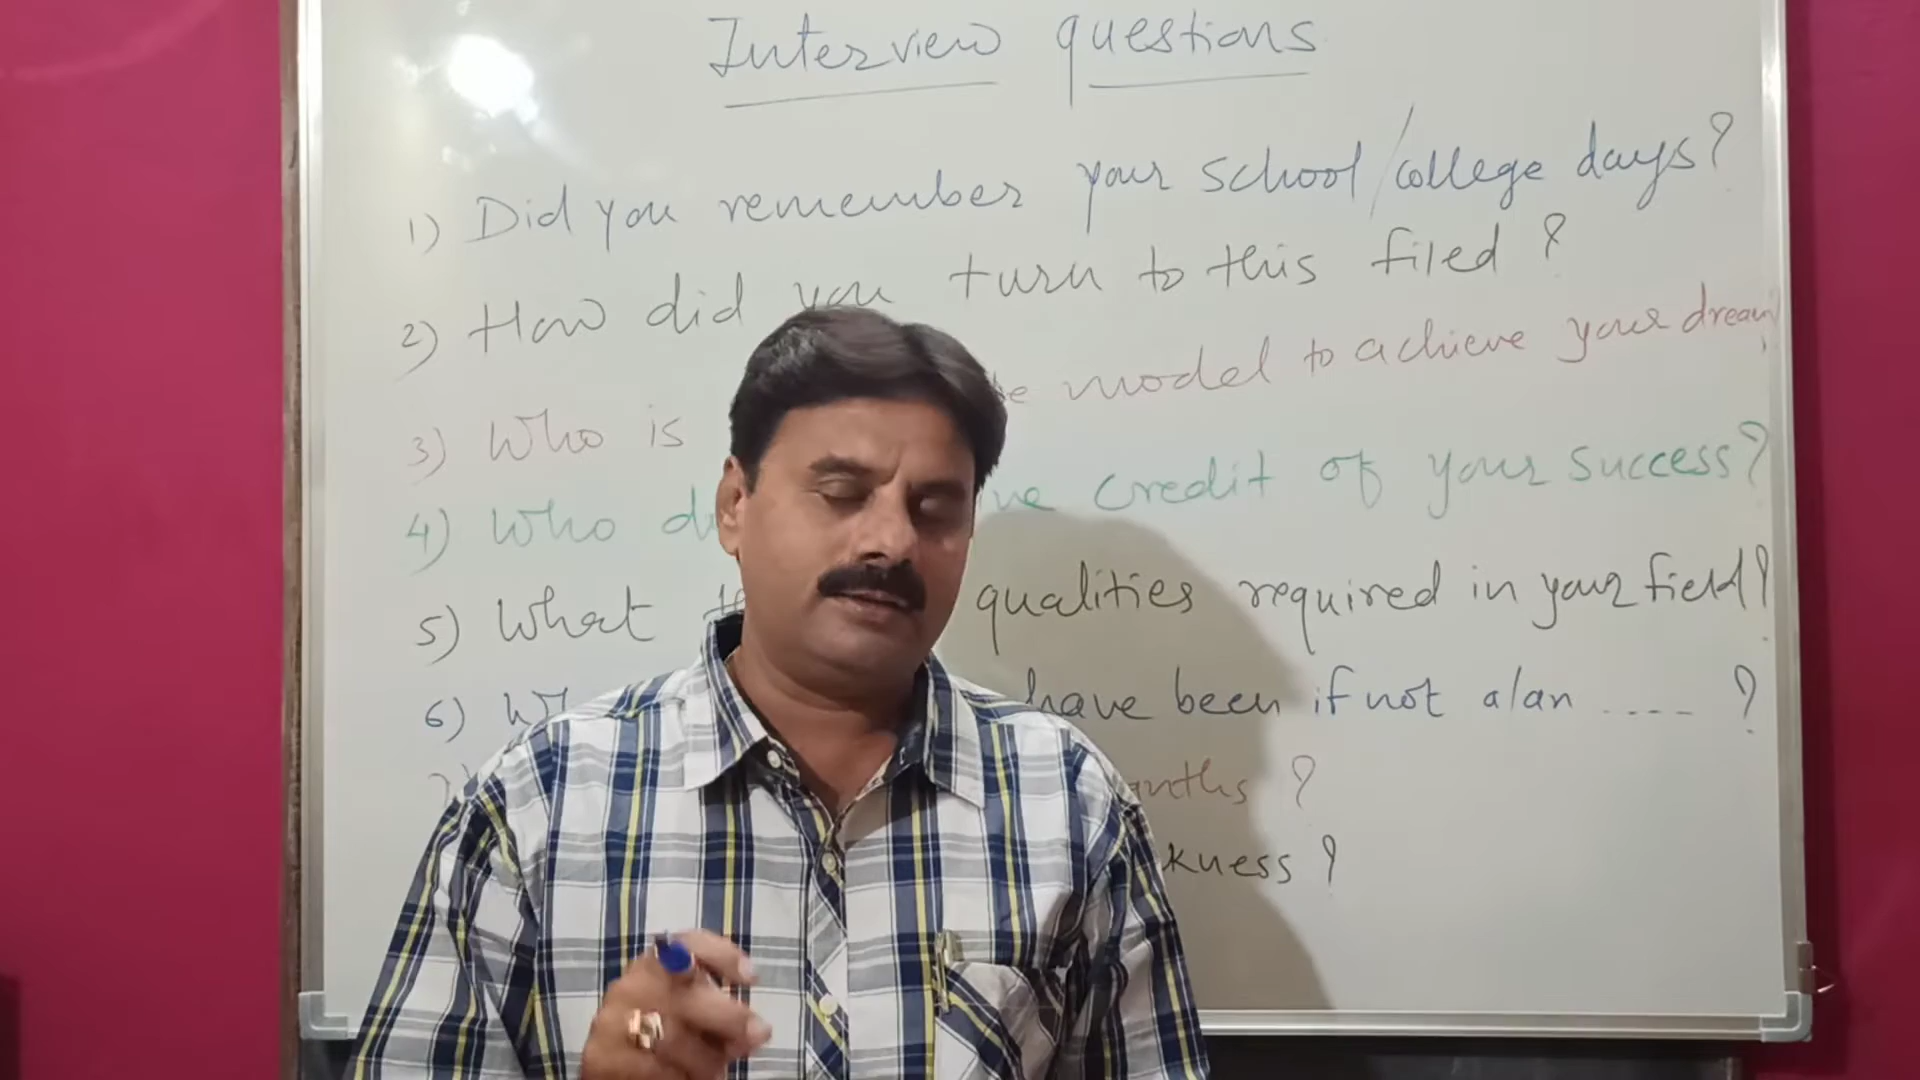 Interview questions
1) Did you remember your school/college days?
2) How did you turn to this filed ?
3) Who is model to achieve your dream
4) Who credit of your success?
5) What qualities required in your field?
6) have been if not a/an .... ?
?
?